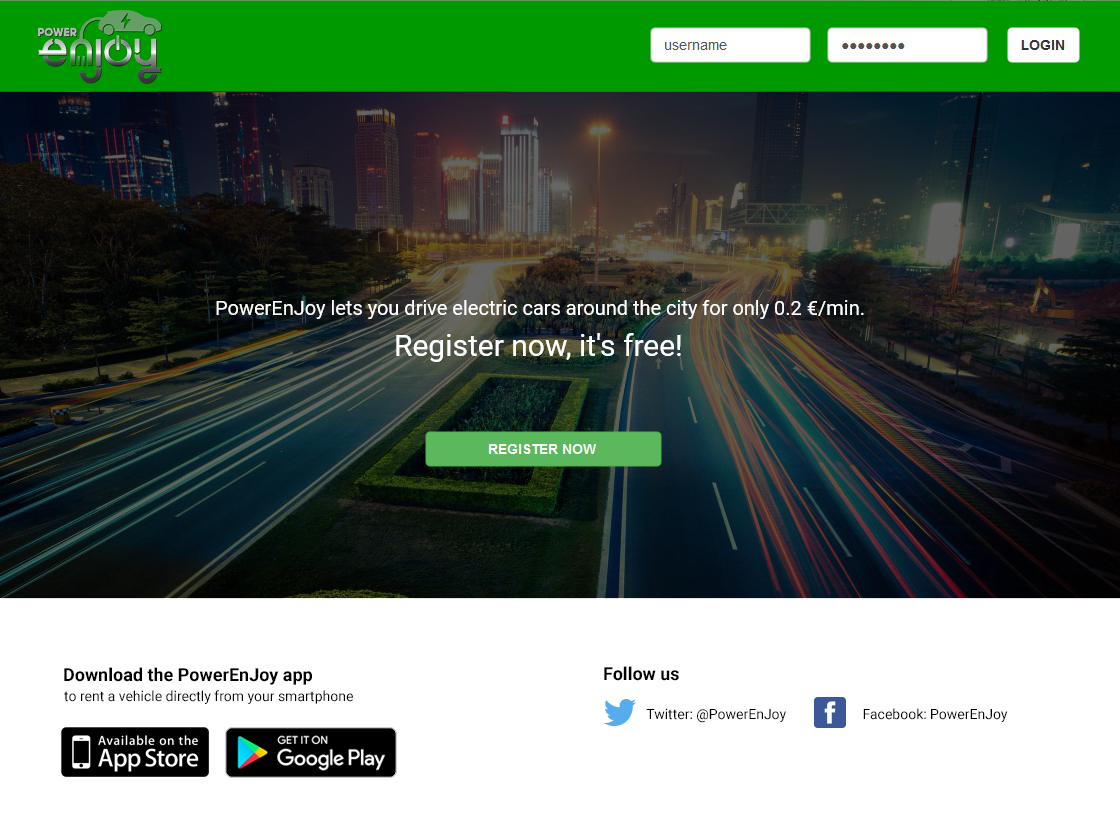 POWER
enjoy
username
●●●●●●●●
LOGIN
PowerEnJoy lets you drive electric cars around the city for only 0.2 €/min.
Register now, it's free!
REGISTER NOW
Download the PowerEnJoy app
to rent a vehicle directly from your smartphone
Available on the
App Store
GET IT ON
Google Play
Follow us
Twitter: @PowerEnJoy
Facebook: PowerEnJoy